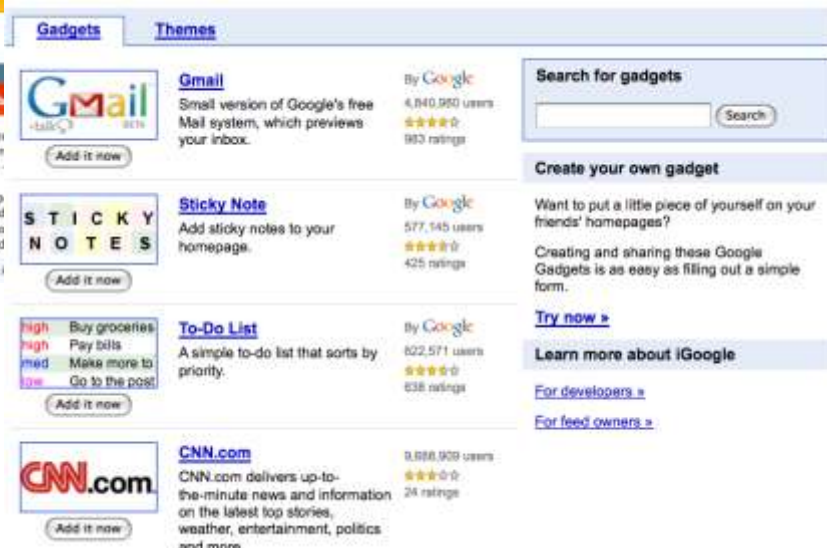 Gadgets Themes
Gmail
talk BETA
Add it now
Gmail
Small version of Google's free
Mail system, which previews
your inbox.
By Google
4,840,980 users
983 ratings
STICKY
NOTES
Add it now
Sticky Note
Add sticky notes to your
homepage.
By Google
577,145 users
425 ratings
high Buy groceries
high Pay bills
med Make more to
low Go to the post
Add it now
To-Do List
A simple to-do list that sorts by
priority.
By Google
822,571 users
638 ratings
CNN.com
Add it now
CNN.com
CNN.com delivers up-to-
the-minute news and information
on the latest top stories,
weather, entertainment, politics
and more
users
24 ratings
Search for gadgets
Search
Create your own gadget
Want to put a little piece of yourself on your
friends' homepages?
Creating and sharing these Google
Gadgets is as easy as filling out a simple
form.
Try now »
Learn more about iGoogle
For developers »
For feed owners »